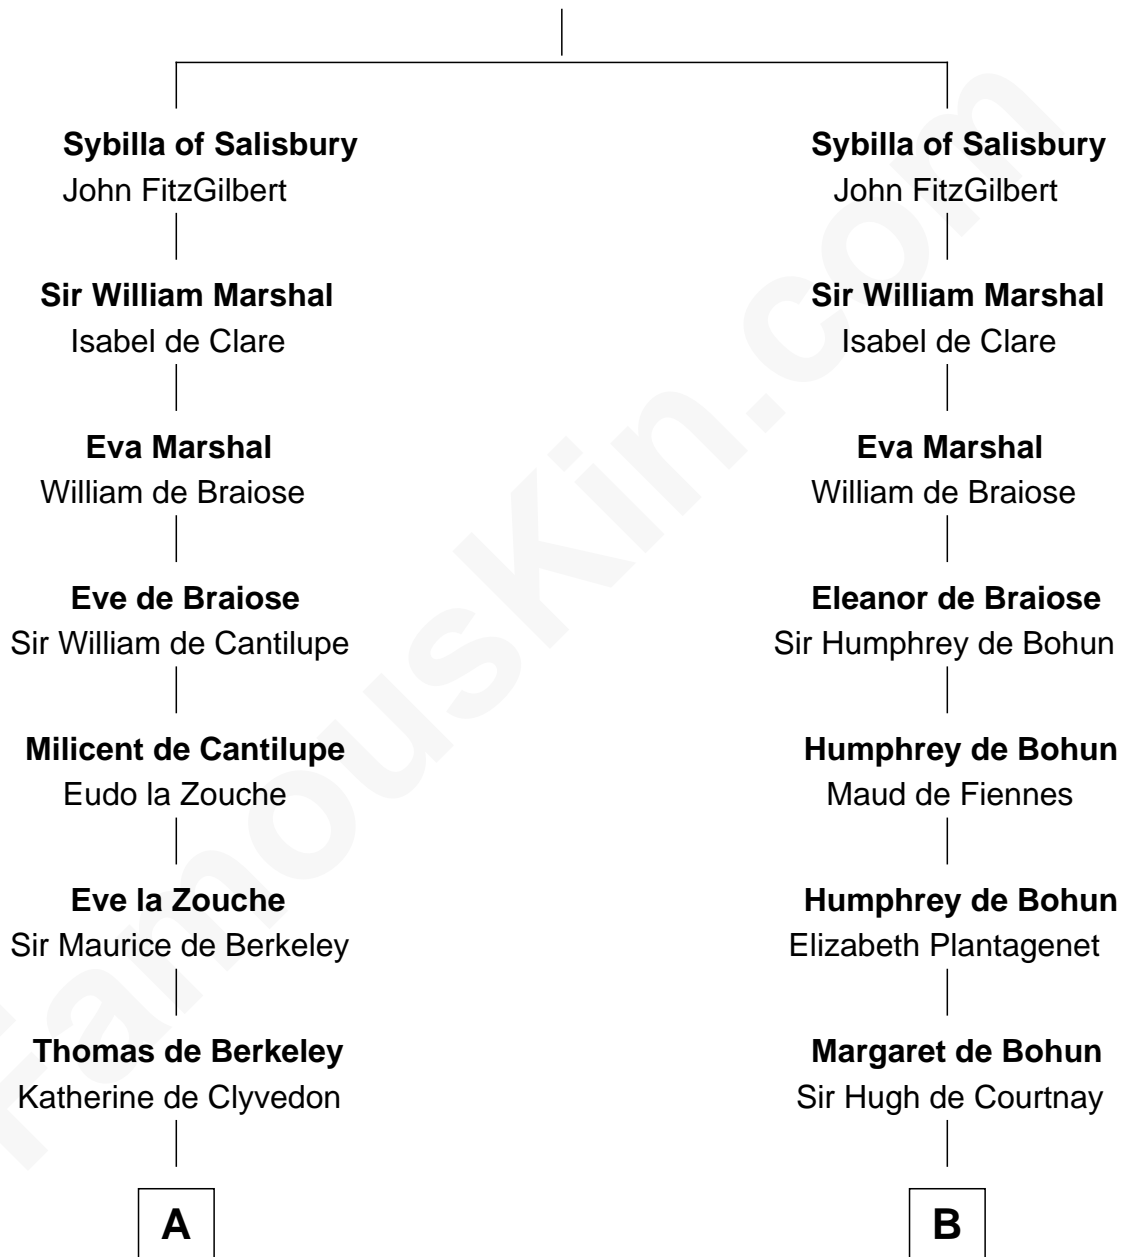 Sybilla of Salisbury
John FitzGilbert
Sir William Marshal
Isabel de Clare
Eva Marshal
William de Braiose
Eve de Braiose
Sir William de Cantilupe
Milicent de Cantilupe
Eudo la Zouche
Eve la Zouche
Sir Maurice de Berkeley
Thomas de Berkeley
Katherine de Clyvedon
A
Sybilla of Salisbury
John FitzGilbert
Sir William Marshal
Isabel de Clare
Eva Marshal
William de Braiose
Eleanor de Braiose
Sir Humphrey de Bohun
Humphrey de Bohun
Maud de Fiennes
Humphrey de Bohun
Elizabeth Plantagenet
Margaret de Bohun
Sir Hugh de Courtnay
B
FamousKin.com